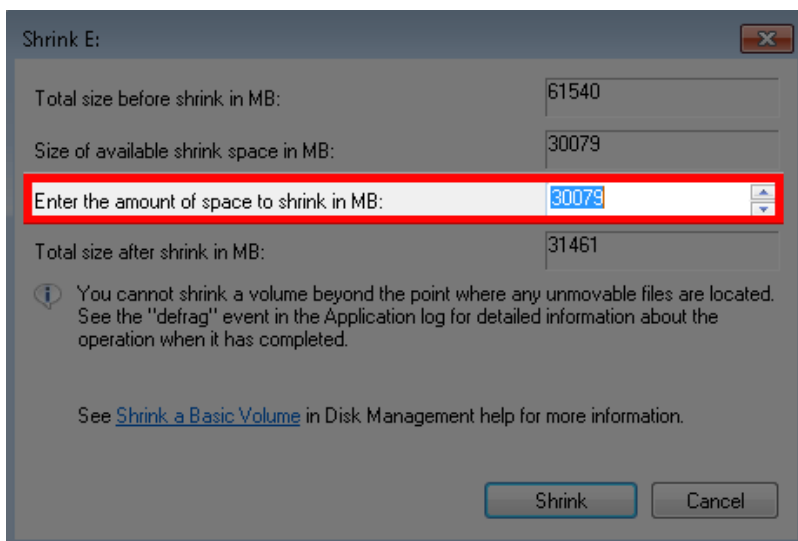 Shrink E:
Total size before shrink in MB: 61540
Size of available shrink space in MB: 30079
Enter the amount of space to shrink in MB: 30079
Total size after shrink in MB: 31461
You cannot shrink a volume beyond the point where any unmovable files are located.
See the "defrag" event in the Application log for detailed information about the
operation when it has completed.
See Shrink a Basic Volume in Disk Management help for more information.
Shrink Cancel